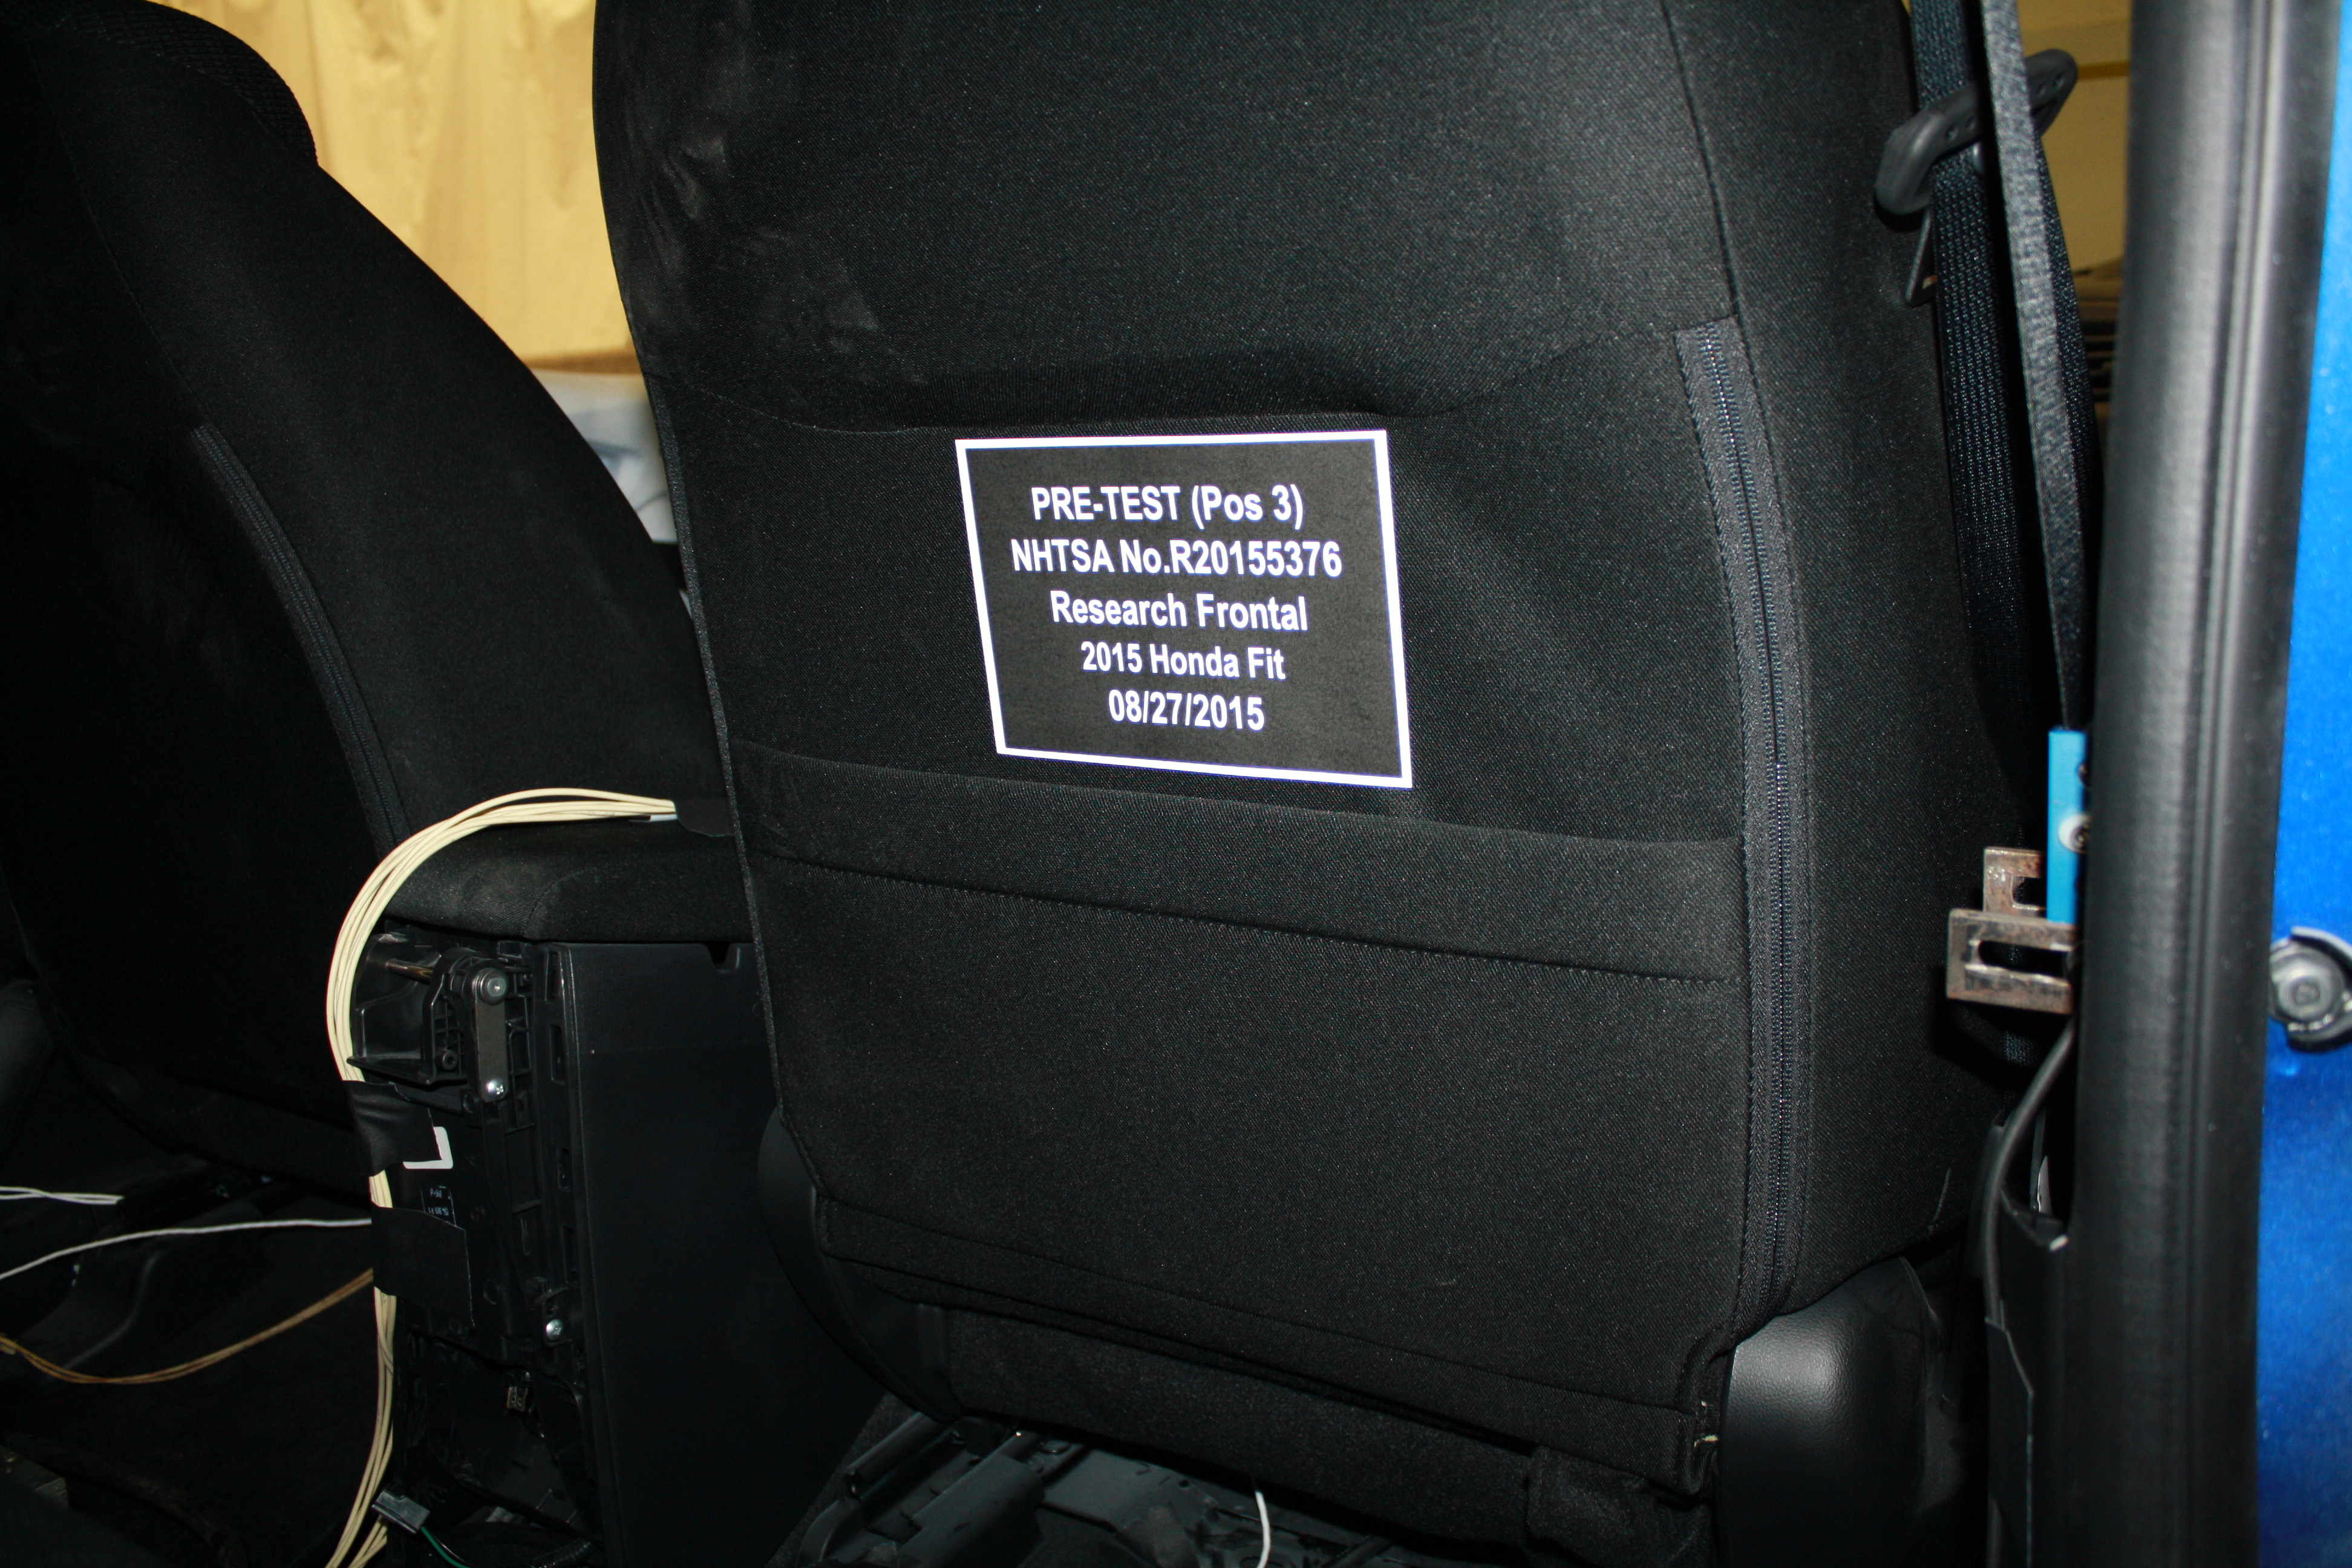 PRE-TEST (Pos 3)
NHTSA No.R20155376
Research Frontal
2015 Honda Fit
08/27/2015